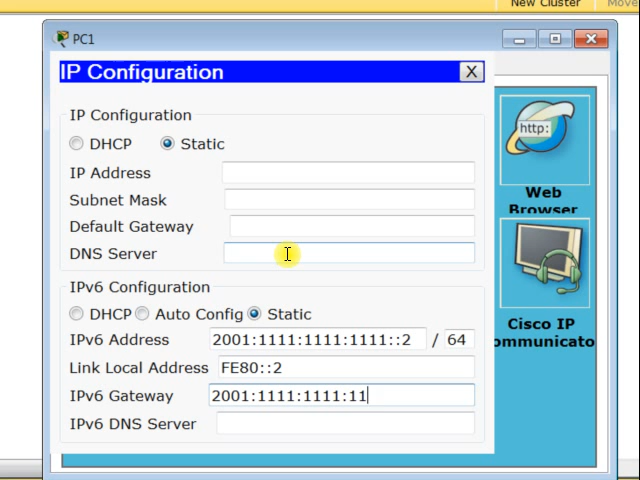 New Cluster Move
PC1
IP Configuration X
IP Configuration
DHCP Static
IP Address
Subnet Mask
Default Gateway
DNS Server
IPv6 Configuration
DHCP Auto Config Static
IPv6 Address 2001:1111:1111:1111::2 / 64
Link Local Address FE80::2
IPv6 Gateway 2001:1111:1111:11
IPv6 DNS Server
http:
Web
Browser
Cisco IP
ommunicato